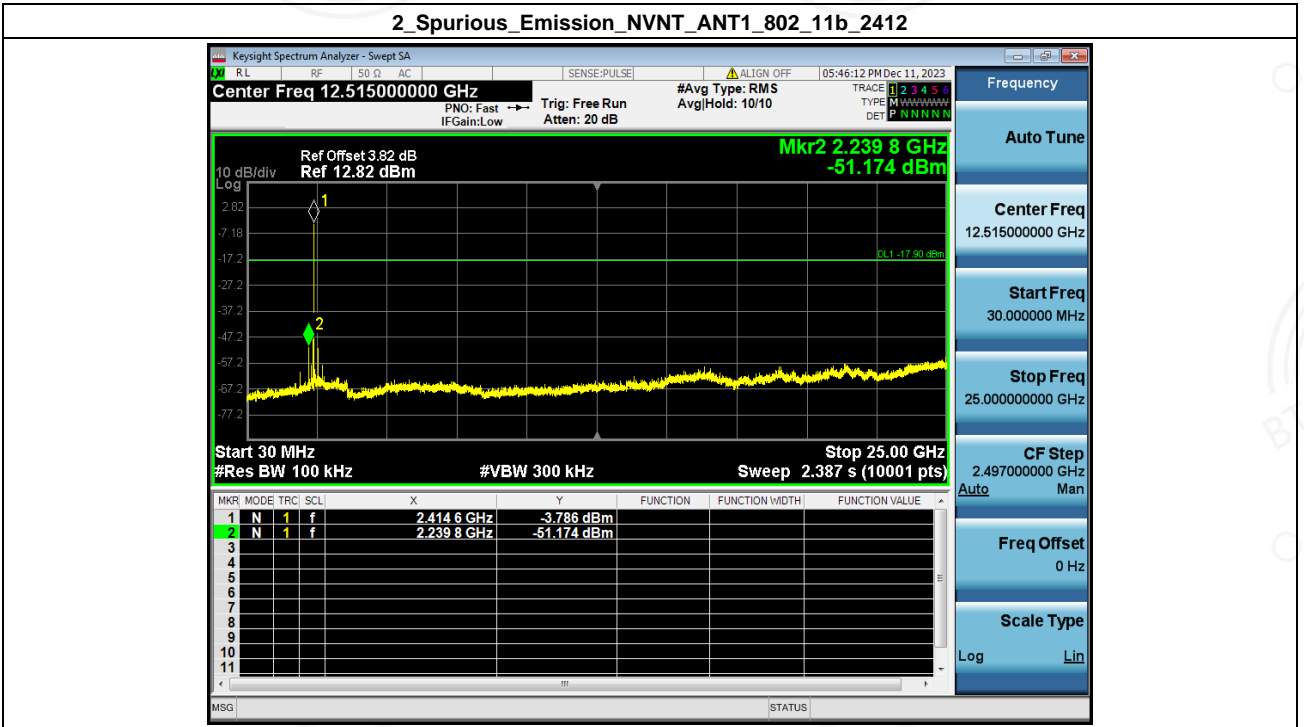 2_Spurious_Emission_NVNT_ANT1_802_11b_2412
Keysight Spectrum Analyzer - Swept SA
LXI RL RF 50 Ω AC SENSE:PULSE ALIGN OFF 05:46:12 PM Dec 11, 2023
Center Freq 12.515000000 GHz
PNO: Fast
IFGain:Low
Trig: Free Run
Atten: 20 dB
#Avg Type: RMS
Avg|Hold: 10/10
TRACE 1 2 3 4 5 6
TYPE M WWWWW
DET P N N N N N
Mkr2 2.239 8 GHz
-51.174 dBm
Ref Offset 3.82 dB
10 dB/div Ref 12.82 dBm
Log
2.82
-7.18
-17.2
-27.2
-37.2
-47.2
-57.2
-67.2
-77.2
1
2
DL1 -17.90 dBm
Start 30 MHz Stop 25.00 GHz
#Res BW 100 kHz #VBW 300 kHz Sweep 2.387 s (10001 pts)
MKR MODE TRC SCL X Y FUNCTION FUNCTION WIDTH FUNCTION VALUE
1 N 1 f 2.414 6 GHz -3.786 dBm
2 N 1 f 2.239 8 GHz -51.174 dBm
3
4
5
6
7
8
9
10
11
MSG STATUS
Frequency
Auto Tune
Center Freq
12.515000000 GHz
Start Freq
30.000000 MHz
Stop Freq
25.000000000 GHz
CF Step
2.497000000 GHz
Auto Man
Freq Offset
0 Hz
Scale Type
Log Lin